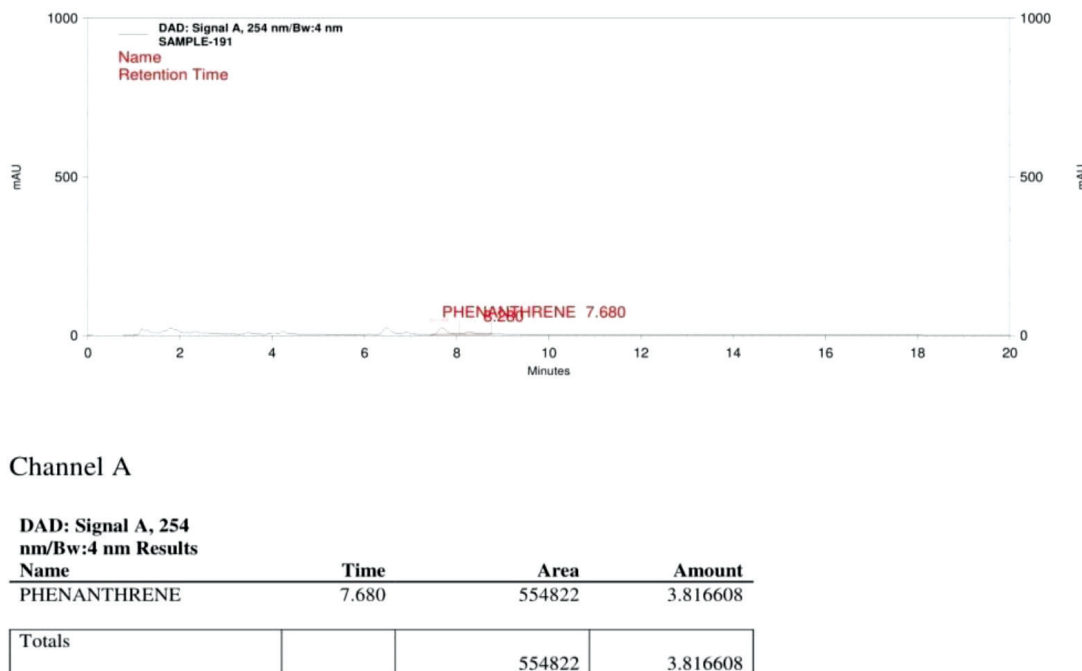 1000
1000
DAD: Signal A, 254 nm/Bw:4 nm
SAMPLE-191
Name
Retention Time
mAU
500
500
mAU
PHENANTHRENE 7.680
8.280
0
0
0 2 4 6 8 10 12 14 16 18 20
Minutes
Channel A
DAD: Signal A, 254
nm/Bw:4 nm Results
Name Time Area Amount
PHENANTHRENE 7.680 554822 3.816608
Totals
554822 3.816608